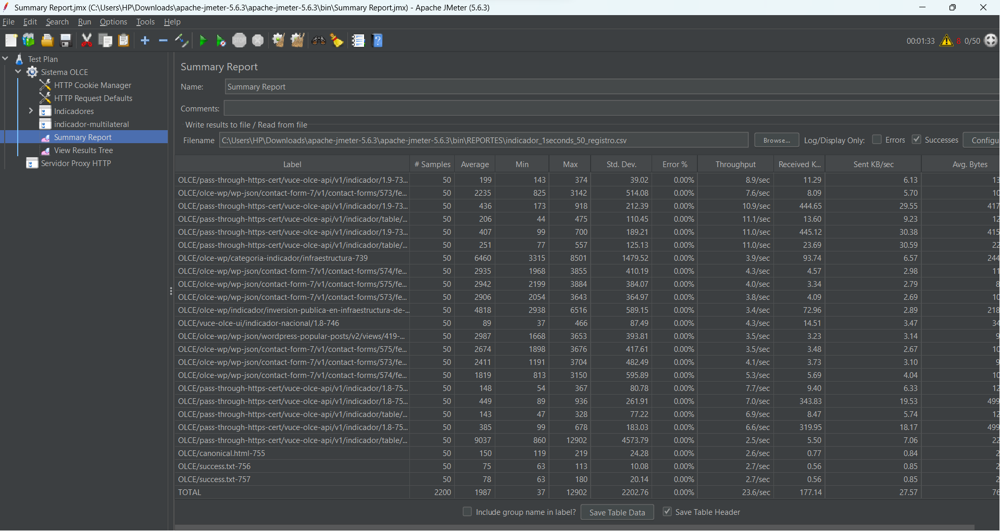 Summary Report.jmx (C:\Users\HP\Downloads\apache-jmeter-5.6.3\apache-jmeter-5.6.3\bin\Summary Report.jmx) - Apache JMeter (5.6.3)
File Edit Search Run Options Tools Help
STOP 00:01:33 8 0/50
Test Plan
Sistema OLCE
HTTP Cookie Manager
HTTP Request Defaults
Indicadores
indicador-multilateral
Summary Report
View Results Tree
Servidor Proxy HTTP
Summary Report
Name: Summary Report
Comments:
Write results to file / Read from file
Filename C:\Users\HP\Downloads\apache-jmeter-5.6.3\apache-jmeter-5.6.3\bin\REPORTES\indicador_1seconds_50_registro.csv Browse... Log/Display Only: Errors Successes Configu
Label # Samples Average Min Max Std. Dev. Error % Throughput Received K... Sent KB/sec Avg. Bytes
OLCE/pass-through-https-cert/vuce-olce-api/v1/indicador/1.9-73... 50 199 143 374 39.02 0.00% 8.9/sec 11.29 6.13 13
OLCE/olce-wp/wp-json/contact-form-7/v1/contact-forms/573/fe... 50 2235 825 3142 514.08 0.00% 7.6/sec 8.09 5.70 10
OLCE/pass-through-https-cert/vuce-olce-api/v1/indicador/1.9-73... 50 436 173 918 212.39 0.00% 10.9/sec 444.65 29.55 417
OLCE/pass-through-https-cert/vuce-olce-api/v1/indicador/table/... 50 206 44 475 110.45 0.00% 11.1/sec 13.60 9.23 12
OLCE/pass-through-https-cert/vuce-olce-api/v1/indicador/1.9-73... 50 407 99 700 189.21 0.00% 11.0/sec 445.12 30.38 415
OLCE/pass-through-https-cert/vuce-olce-api/v1/indicador/table/... 50 251 77 557 125.13 0.00% 11.0/sec 23.69 30.59 22
OLCE/olce-wp/categoria-indicador/infraestructura-739 50 6460 3315 8501 1479.52 0.00% 3.9/sec 93.74 6.57 244
OLCE/olce-wp/wp-json/contact-form-7/v1/contact-forms/574/fe... 50 2935 1968 3855 410.19 0.00% 4.3/sec 4.57 2.98 11
OLCE/olce-wp/wp-json/contact-form-7/v1/contact-forms/575/fe... 50 2942 2199 3884 384.07 0.00% 4.0/sec 3.34 2.79 8
OLCE/olce-wp/wp-json/contact-form-7/v1/contact-forms/573/fe... 50 2906 2054 3643 364.97 0.00% 3.8/sec 4.09 2.69 10
OLCE/olce-wp/indicador/inversion-publica-en-infraestructura-de-... 50 4818 2938 6516 589.15 0.00% 3.4/sec 72.96 2.89 218
OLCE/vuce-olce-ui/indicador-nacional/1.8-746 50 89 37 466 87.49 0.00% 4.3/sec 14.51 3.47 34
OLCE/olce-wp/wp-json/wordpress-popular-posts/v2/views/419-... 50 2987 1668 3653 393.81 0.00% 3.5/sec 3.23 3.14 9
OLCE/olce-wp/wp-json/contact-form-7/v1/contact-forms/575/fe... 50 2674 1898 3676 417.61 0.00% 3.5/sec 3.48 2.67 10
OLCE/olce-wp/wp-json/contact-form-7/v1/contact-forms/573/fe... 50 2411 1191 3704 482.49 0.00% 4.1/sec 3.73 3.10 9
OLCE/olce-wp/wp-json/contact-form-7/v1/contact-forms/574/fe... 50 1819 813 3150 595.89 0.00% 5.3/sec 5.69 4.04 10
OLCE/pass-through-https-cert/vuce-olce-api/v1/indicador/1.8-75... 50 148 54 367 80.78 0.00% 7.7/sec 9.40 6.33 12
OLCE/pass-through-https-cert/vuce-olce-api/v1/indicador/1.8-75... 50 449 89 936 261.91 0.00% 7.0/sec 343.83 19.53 499
OLCE/pass-through-https-cert/vuce-olce-api/v1/indicador/table/... 50 143 47 328 77.22 0.00% 6.9/sec 8.47 5.74 12
OLCE/pass-through-https-cert/vuce-olce-api/v1/indicador/1.8-75... 50 385 99 678 183.03 0.00% 6.6/sec 319.95 18.17 499
OLCE/pass-through-https-cert/vuce-olce-api/v1/indicador/table/... 50 9037 860 12902 4573.79 0.00% 2.5/sec 5.50 7.06 22
OLCE/canonical.html-755 50 150 119 219 24.28 0.00% 2.6/sec 0.77 0.84 2
OLCE/success.txt-756 50 75 63 113 10.08 0.00% 2.7/sec 0.56 0.85 2
OLCE/success.txt-757 50 78 63 180 20.14 0.00% 2.7/sec 0.56 0.85 2
TOTAL 2200 1987 37 12902 2202.76 0.00% 23.6/sec 177.14 27.57 76
Include group name in label? Save Table Data Save Table Header